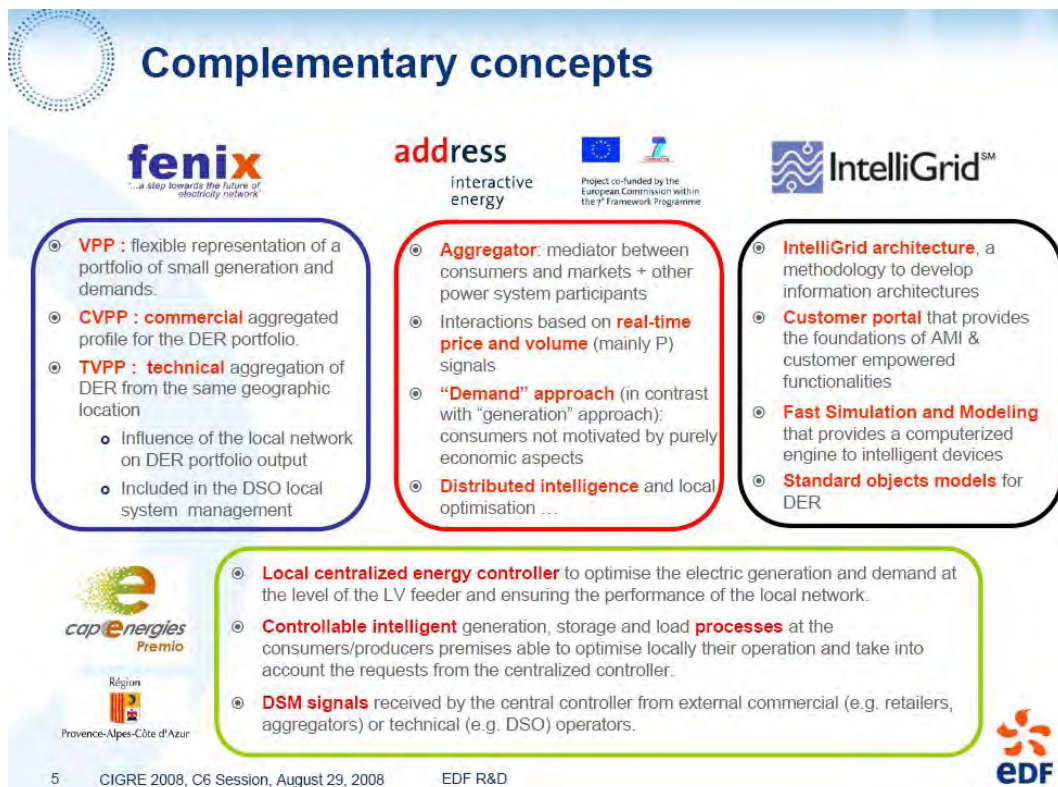 Complementary concepts
fenix
"...a step towards the future of
electricity network"
address
interactive
energy
Project co-funded by the
European Commission within
the 7th Framework Programme
IntelliGrid SM
VPP : flexible representation of a
portfolio of small generation and
demands.
CVPP : commercial aggregated
profile for the DER portfolio.
TVPP : technical aggregation of
DER from the same geographic
location
Influence of the local network
on DER portfolio output
Included in the DSO local
system management
Aggregator: mediator between
consumers and markets + other
power system participants
Interactions based on real-time
price and volume (mainly P)
signals
"Demand" approach (in contrast
with "generation" approach):
consumers not motivated by purely
economic aspects
Distributed intelligence and local
optimisation ...
IntelliGrid architecture, a
methodology to develop
information architectures
Customer portal that provides
the foundations of AMI &
customer empowered
functionalities
Fast Simulation and Modeling
that provides a computerized
engine to intelligent devices
Standard objects models for
DER
cap energies
Premio
Région
Provence-Alpes-Côte d'Azur
Local centralized energy controller to optimise the electric generation and demand at
the level of the LV feeder and ensuring the performance of the local network.
Controllable intelligent generation, storage and load processes at the
consumers/producers premises able to optimise locally their operation and take into
account the requests from the centralized controller.
DSM signals received by the central controller from external commercial (e.g. retailers,
aggregators) or technical (e.g. DSO) operators.
5 CIGRE 2008, C6 Session, August 29, 2008 EDF R&D
eDF